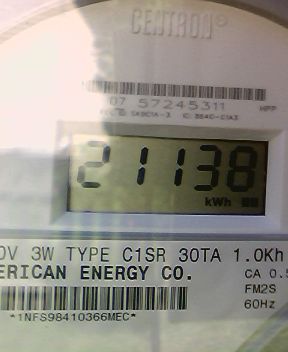 CENTRON®
07 57245311
21138
kWh
0V 3W TYPE C1SR 30TA 1.0Kh
ERICAN ENERGY CO.
CA 0.5
FM2S
60Hz
*1NFS98410366MEC*